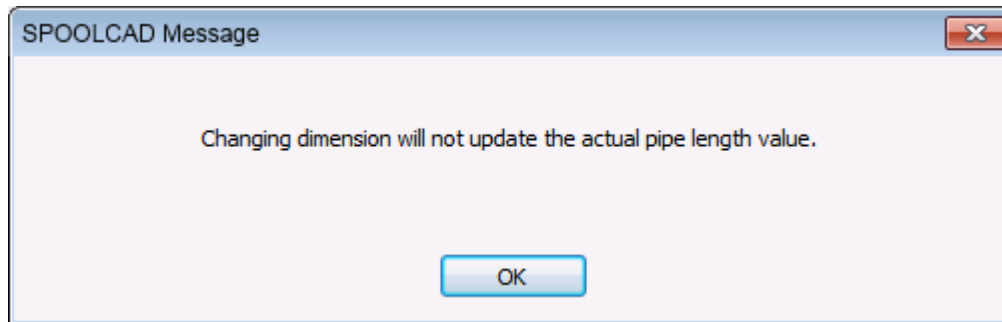 SPOOLCAD Message
Changing dimension will not update the actual pipe length value.
OK